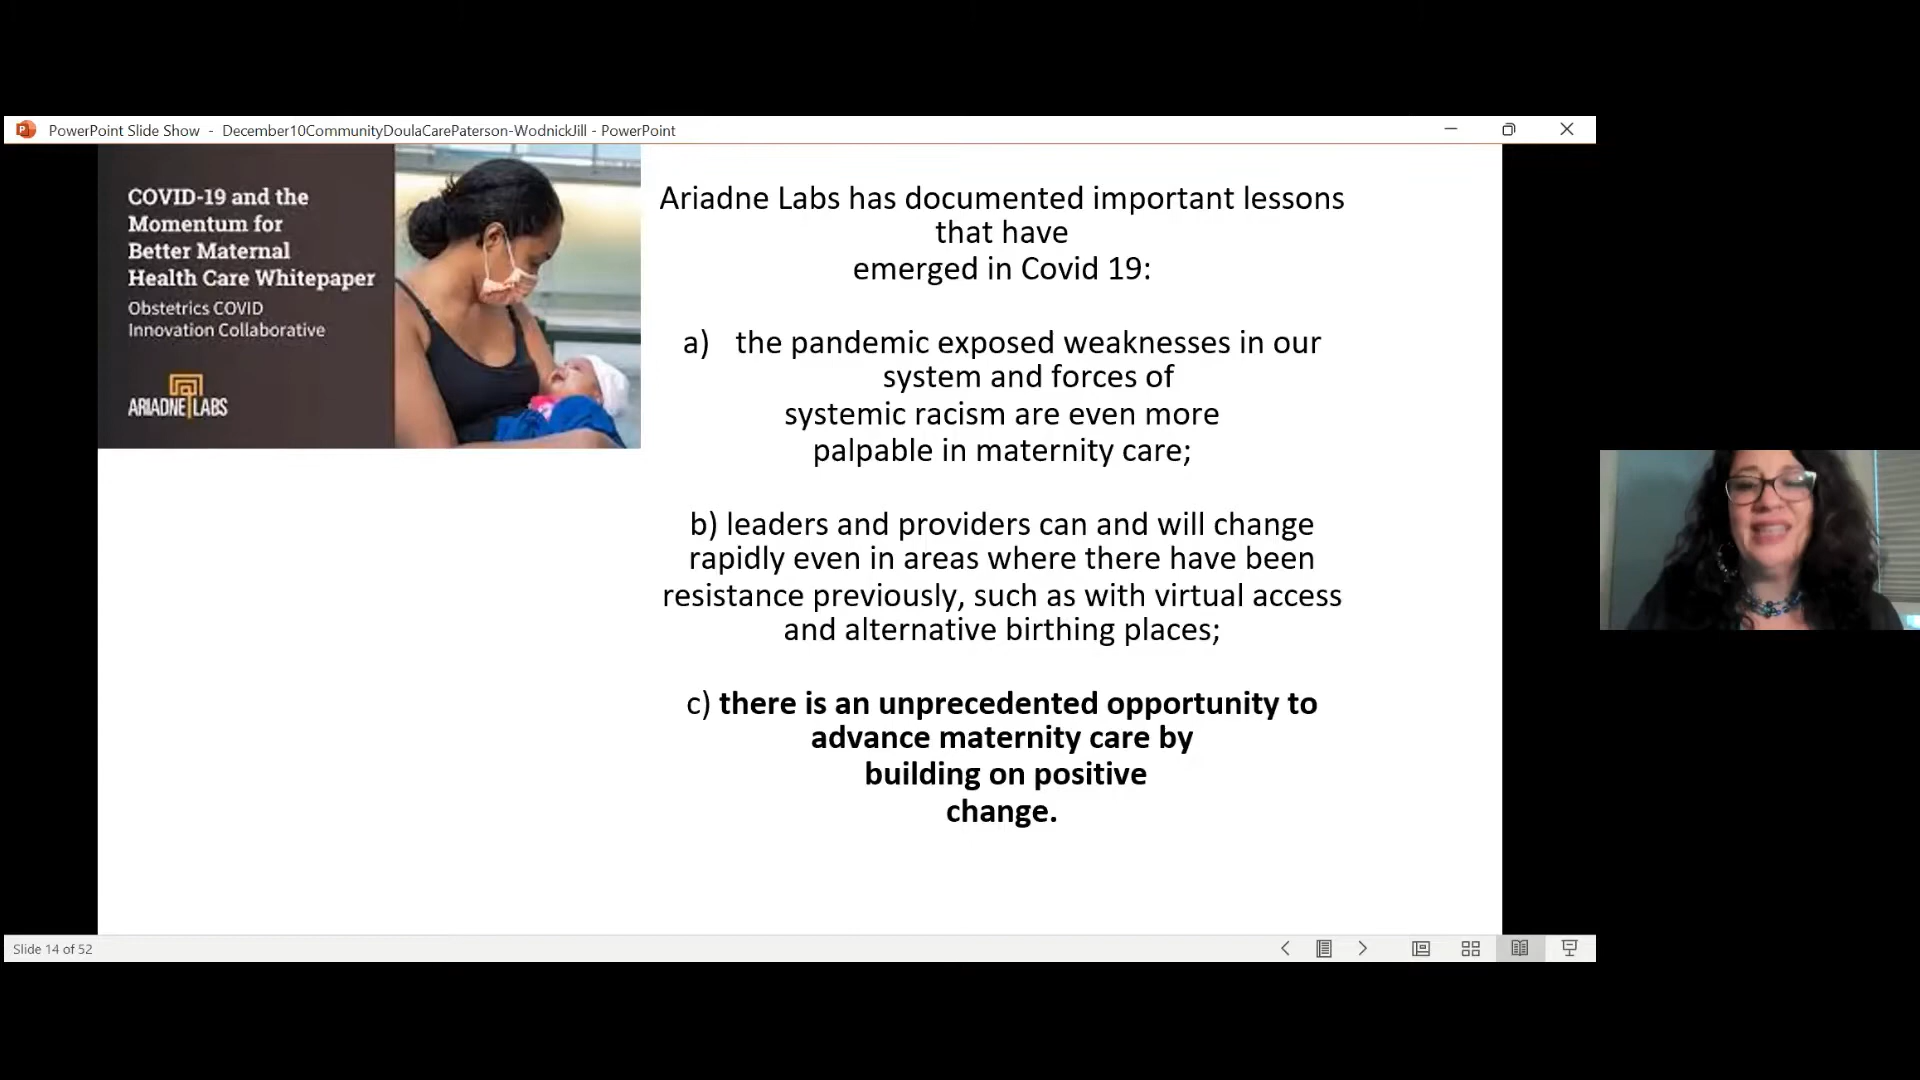 PowerPoint Slide Show - December10CommunityDoulaCarePaterson-WodnickJill - PowerPoint
COVID-19 and the
Momentum for
Better Maternal
Health Care Whitepaper
Obstetrics COVID
Innovation Collaborative
ARIADNE LABS
Ariadne Labs has documented important lessons
that have
emerged in Covid 19:
a) the pandemic exposed weaknesses in our
system and forces of
systemic racism are even more
palpable in maternity care;
b) leaders and providers can and will change
rapidly even in areas where there have been
resistance previously, such as with virtual access
and alternative birthing places;
c) there is an unprecedented opportunity to
advance maternity care by
building on positive
change.
Slide 14 of 52